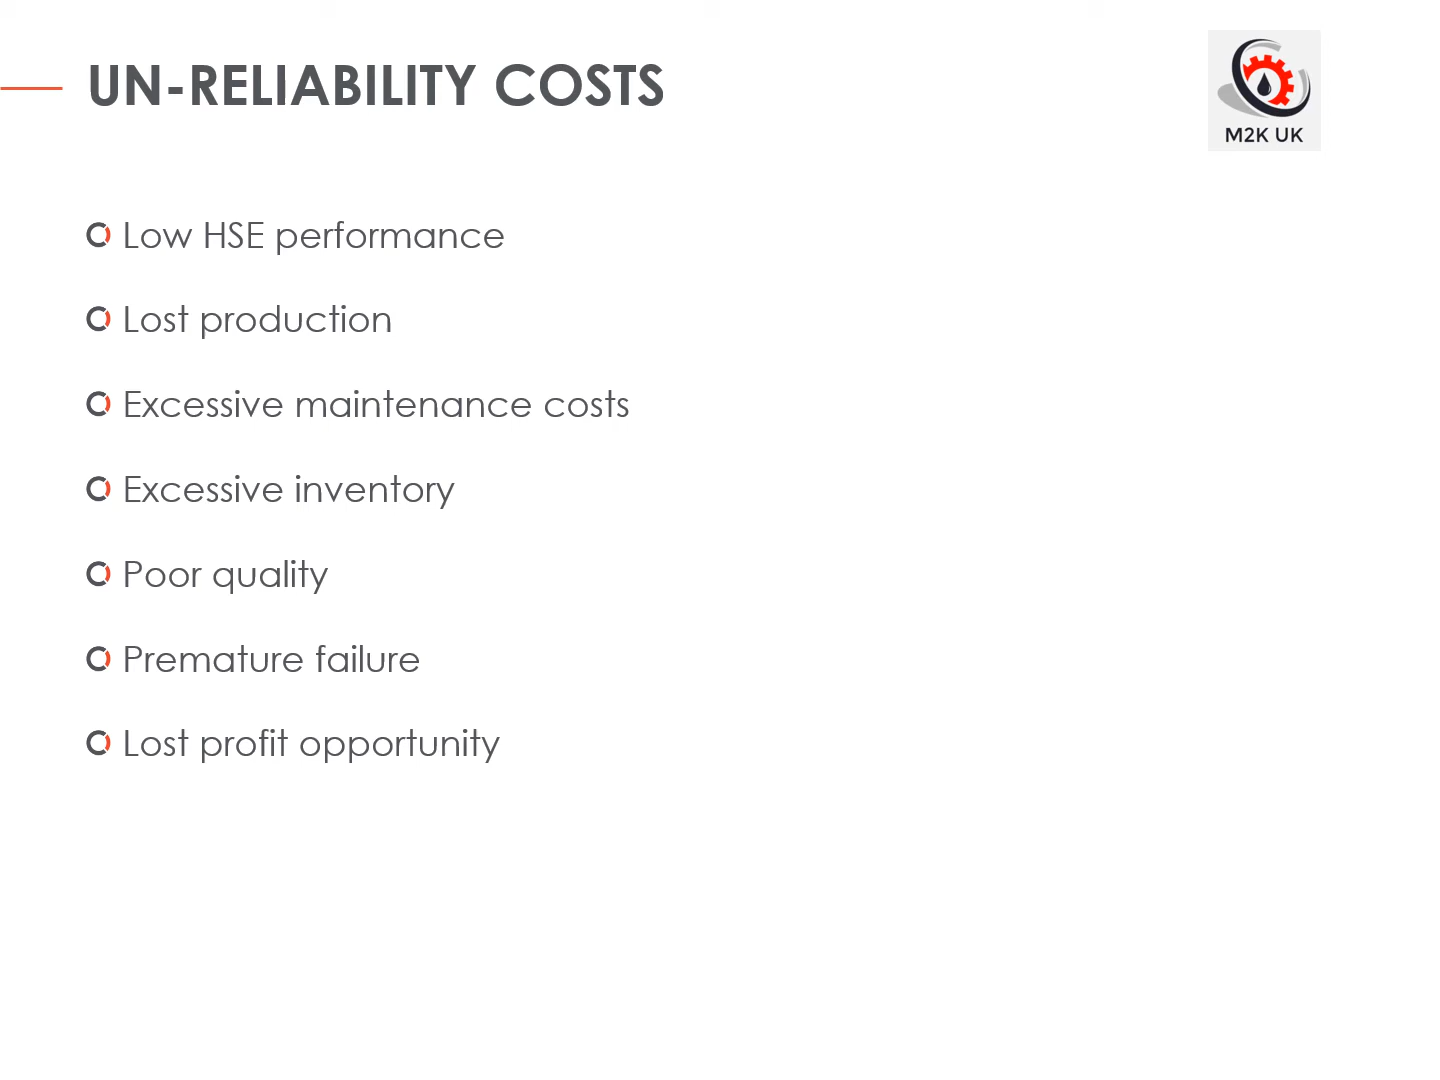 UN-RELIABILITY COSTS
M2K UK
Low HSE performance
Lost production
Excessive maintenance costs
Excessive inventory
Poor quality
Premature failure
Lost profit opportunity